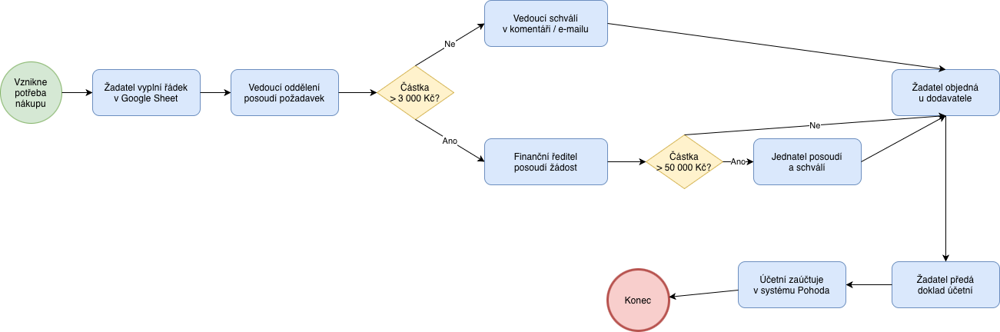 Vznikne
potřeba
nákupu
Žadatel vyplní řádek
v Google Sheet
Vedoucí oddělení
posoudí požadavek
Částka
> 3 000 Kč?
Ne
Vedoucí schválí
v komentáři / e-mailu
Ano
Finanční ředitel
posoudí žádost
Částka
> 50 000 Kč?
Ne
Ano
Jednatel posoudí
a schválí
Žadatel objedná
u dodavatele
Žadatel předá
doklad účetní
Účetní zaúčtuje
v systému Pohoda
Konec